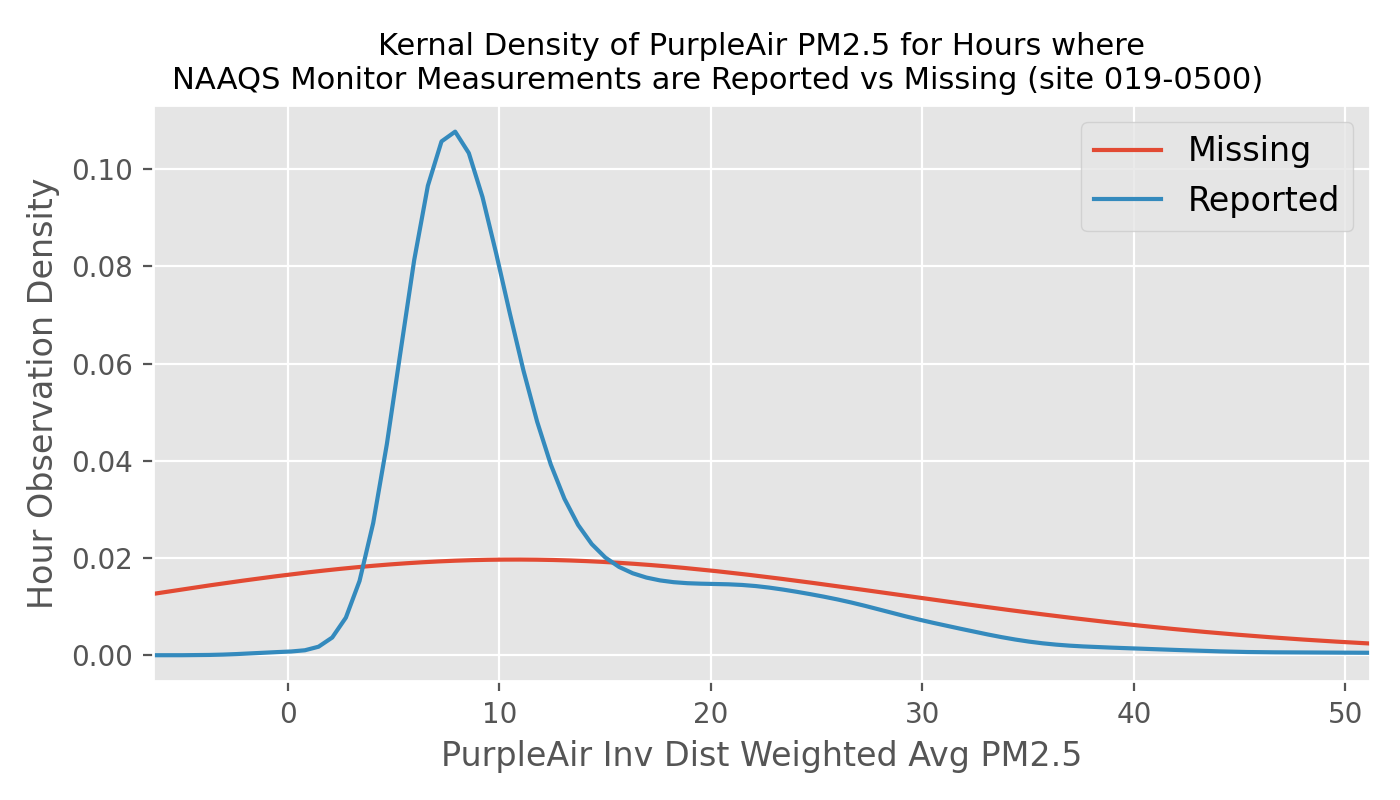 Kernal Density of PurpleAir PM2.5 for Hours where
NAAQS Monitor Measurements are Reported vs Missing (site 019-0500)
Missing
Reported
Hour Observation Density
0.10
0.08
0.06
0.04
0.02
0.00
0 10 20 30 40 50
PurpleAir Inv Dist Weighted Avg PM2.5